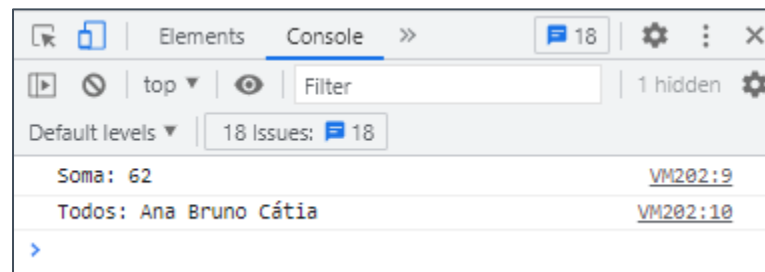 Elements Console » 18
top ▼ Filter 1 hidden
Default levels ▼ 18 Issues: 18
Soma: 62 VM202:9
Todos: Ana Bruno Cátia VM202:10
>